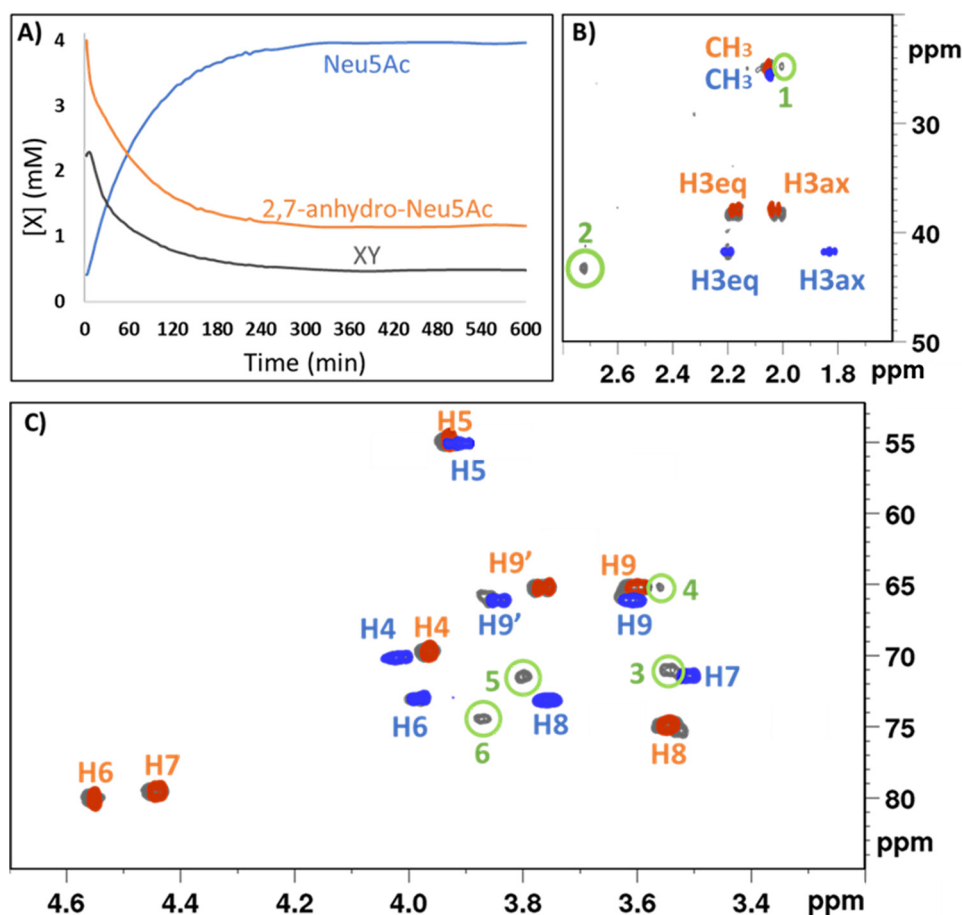 A)
4
3
2
1
0
[X] (mM)
Neu5Ac
2,7-anhydro-Neu5Ac
XY
0 60 120 180 240 300 360 420 480 540 600
Time (min)
B)
ppm
30
40
50
CH3
CH3
1
H3eq H3ax
2
H3eq H3ax
2.6 2.4 2.2 2.0 1.8 ppm
C)
H5
H5
55
60
65
70
75
80
ppm
H9’ H9
4
H9’ H9
H4 H4
3 H7
5
H6 H8
6 H8
H6 H7
4.6 4.4 4.2 4.0 3.8 3.6 3.4 ppm